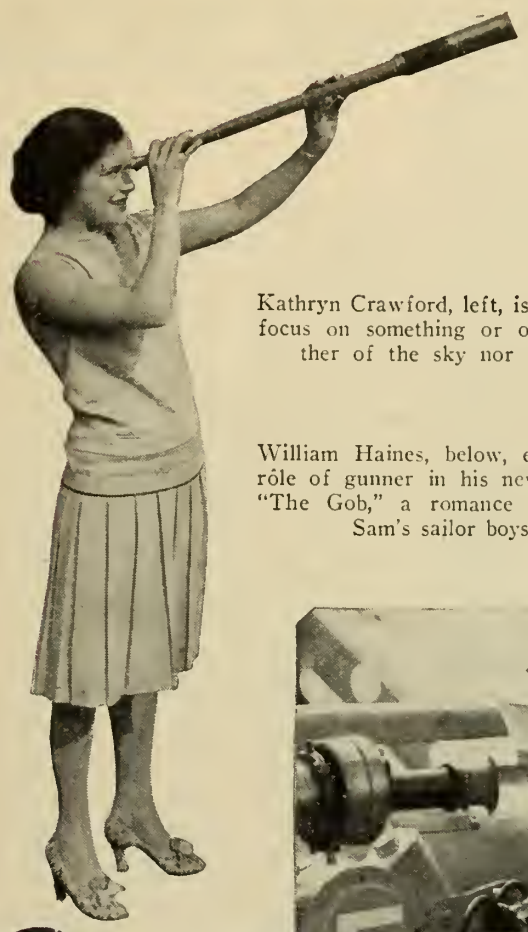 Kathryn Crawford, left, is
focus on something or o
ther of the sky nor
William Haines, below, e
rôle of gunner in his ne
"The Gob," a romance
Sam's sailor boys